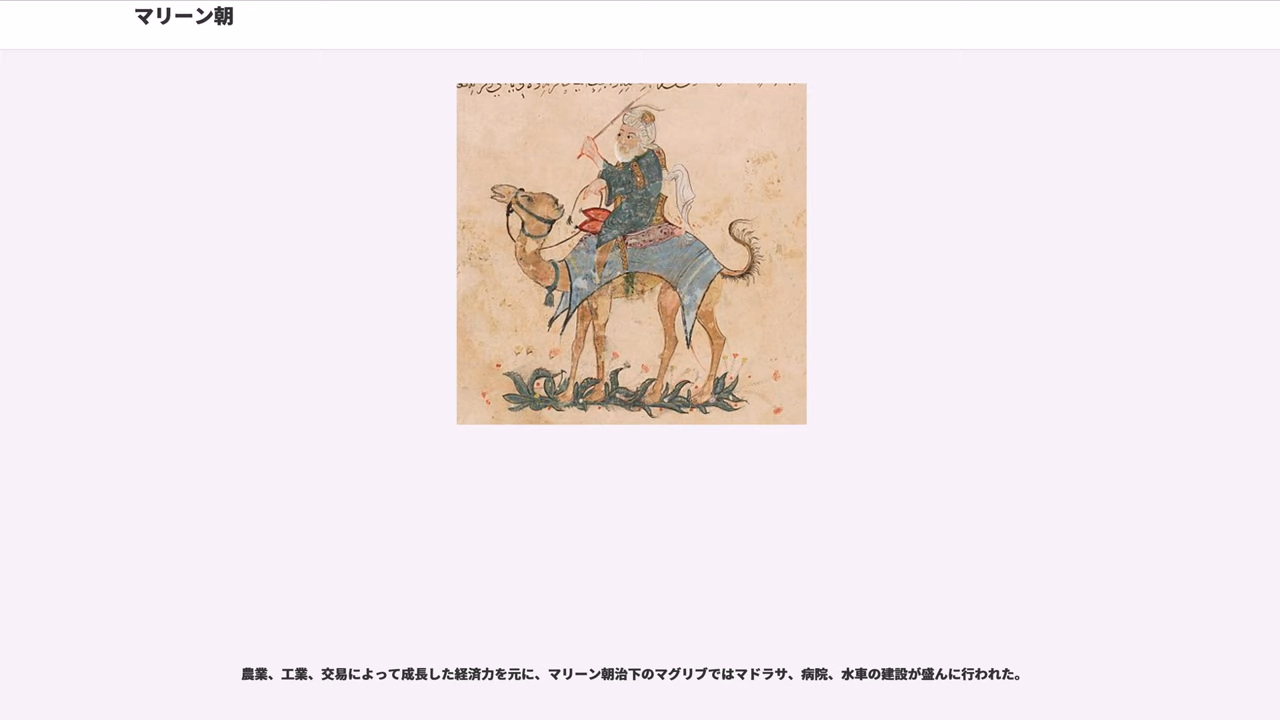 マリーン朝
農業、工業、交易によって成長した経済力を元に、マリーン朝治下のマグリブではマドラサ、病院、水車の建設が盛んに行われた。